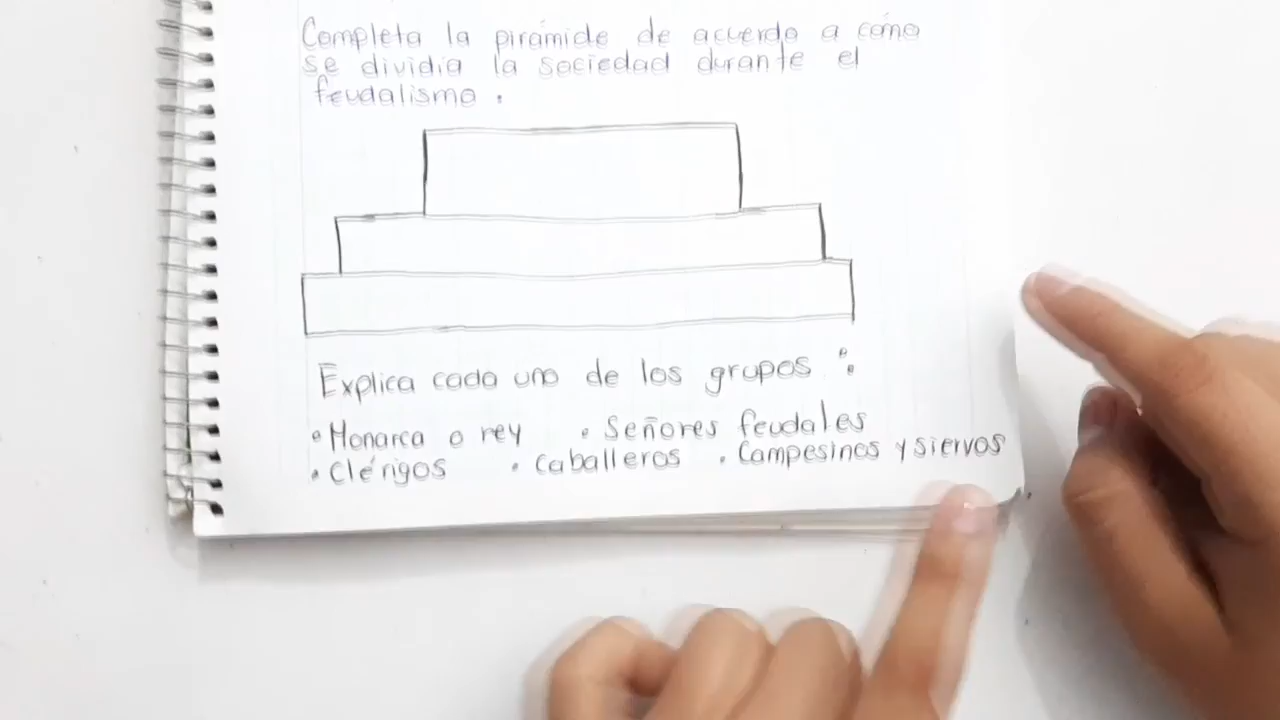 Completa la pirámide de acuerdo a cómo
se dividia la sociedad durante el
feudalismo.
Explica cada uno de los grupos:
• Monarca o rey • Señores feudales
• Clérigos • Caballeros • Campesinos y siervos